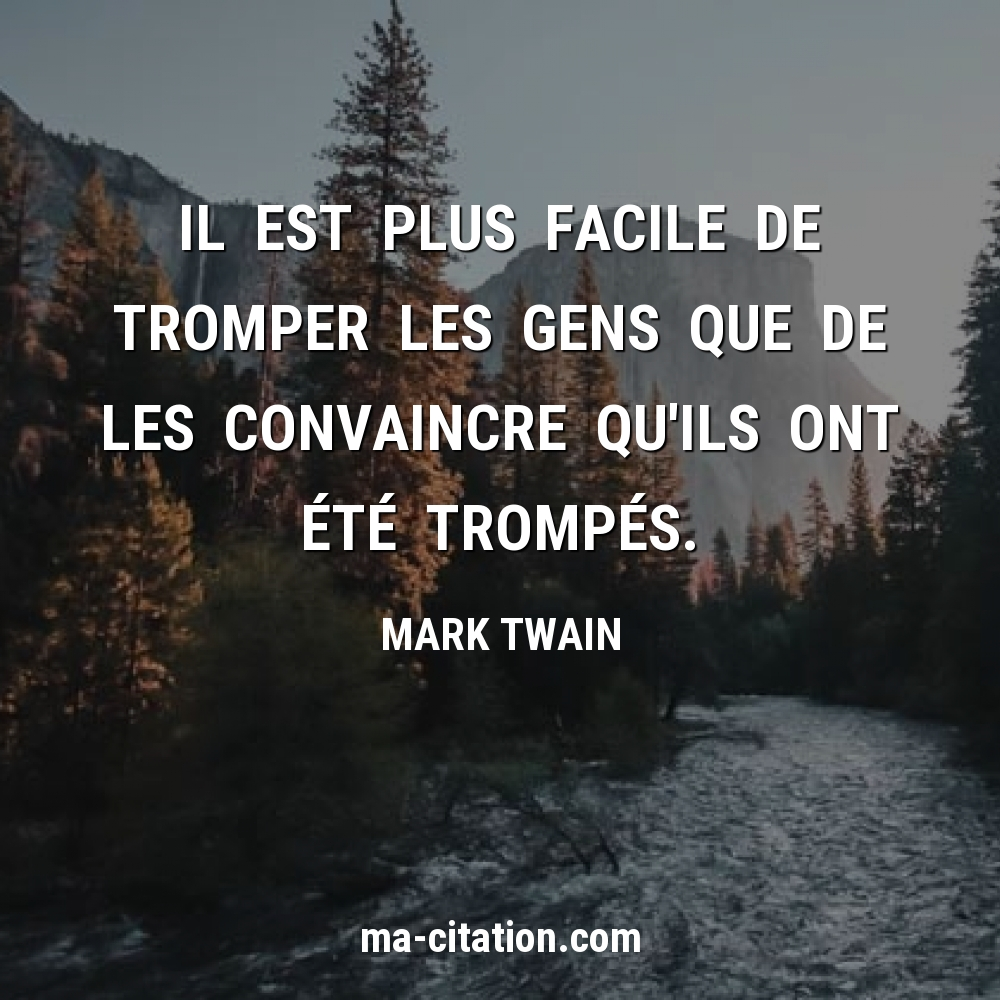 IL EST PLUS FACILE DE
TROMPER LES GENS QUE DE
LES CONVAINCRE QU'ILS ONT
ÉTÉ TROMPÉS.
MARK TWAIN
ma-citation.com